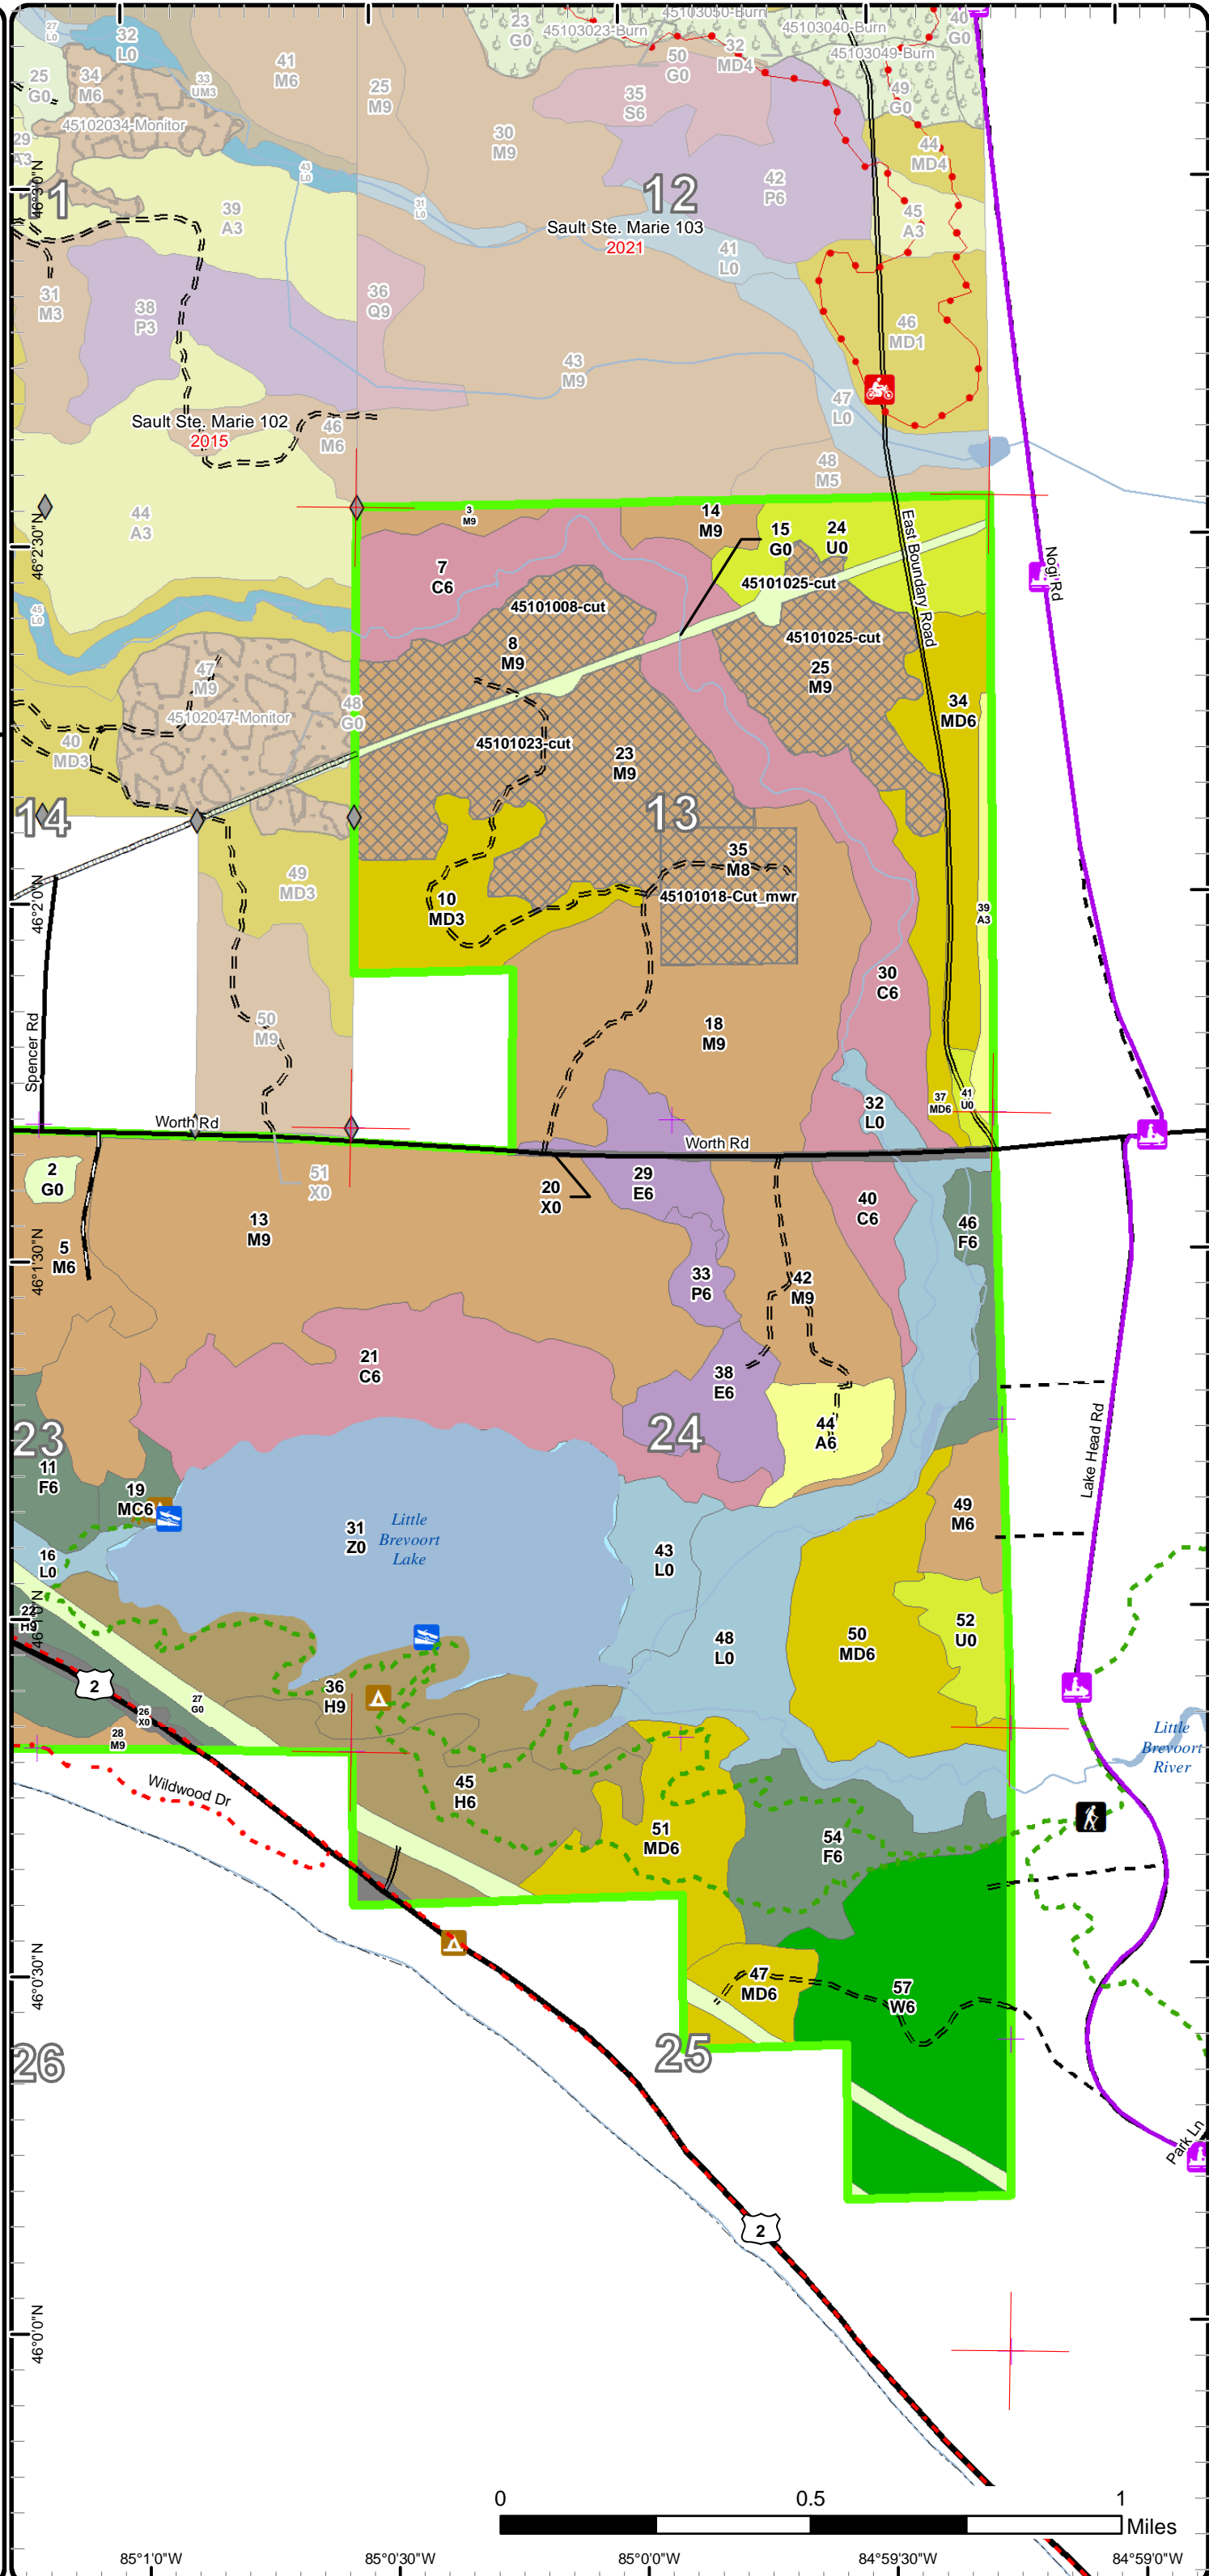 27
L0
32
L0
33
UM3
41
M6
25
M9
23
G0
45103023-Burn
45103050-Burn
45103040-Burn
45103049-Burn
40
G0
50
G0
32
MD4
25
G0
34
M6
45102034-Monitor
35
S6
49
G0
30
M9
29
A3
43
L0
44
MD4
42
P6
46°3'0"N
11
12
31
L0
39
A3
45
A3
Sault Ste. Marie 103
2021
41
L0
31
M3
38
P3
36
Q9
46
MD1
43
M9
47
L0
Sault Ste. Marie 102
2015
46
M6
48
M5
44
A3
3
M9
14
M9
15
G0
24
U0
46°2'30"N
East Boundary Road
Nogi Rd
7
C6
45101025-cut
45
L0
45101008-cut
8
M9
45101025-cut
25
M9
47
M9
45102047-Monitor
48
G0
34
MD6
40
MD3
45101023-cut
23
M9
14
13
35
M8
45101018-Cut_mwr
49
MD3
46°2'0"N
10
MD3
39
A3
30
C6
50
M9
18
M9
Spencer Rd
37
MD6
41
U0
32
L0
Worth Rd
Worth Rd
2
G0
51
X0
20
X0
29
E6
40
C6
46
F6
13
M9
5
M6
46°1'30"N
33
P6
42
M9
21
C6
38
E6
23
24
44
A6
Lake Head Rd
11
F6
19
MC6
49
M6
31
Z0
Little
Brevoort
Lake
16
L0
43
L0
22
H9
46°1'0"N
52
U0
48
L0
50
MD6
2
36
H9
27
G0
26
X0
28
M9
Little
Brevoort
River
Wildwood Dr
45
H6
51
MD6
54
F6
46°0'30"N
47
MD6
57
W6
26
25
Park Ln
2
46°0'0"N
0 0.5 1
Miles
85°1'0"W 85°0'30"W 85°0'0"W 84°59'30"W 84°59'0"W